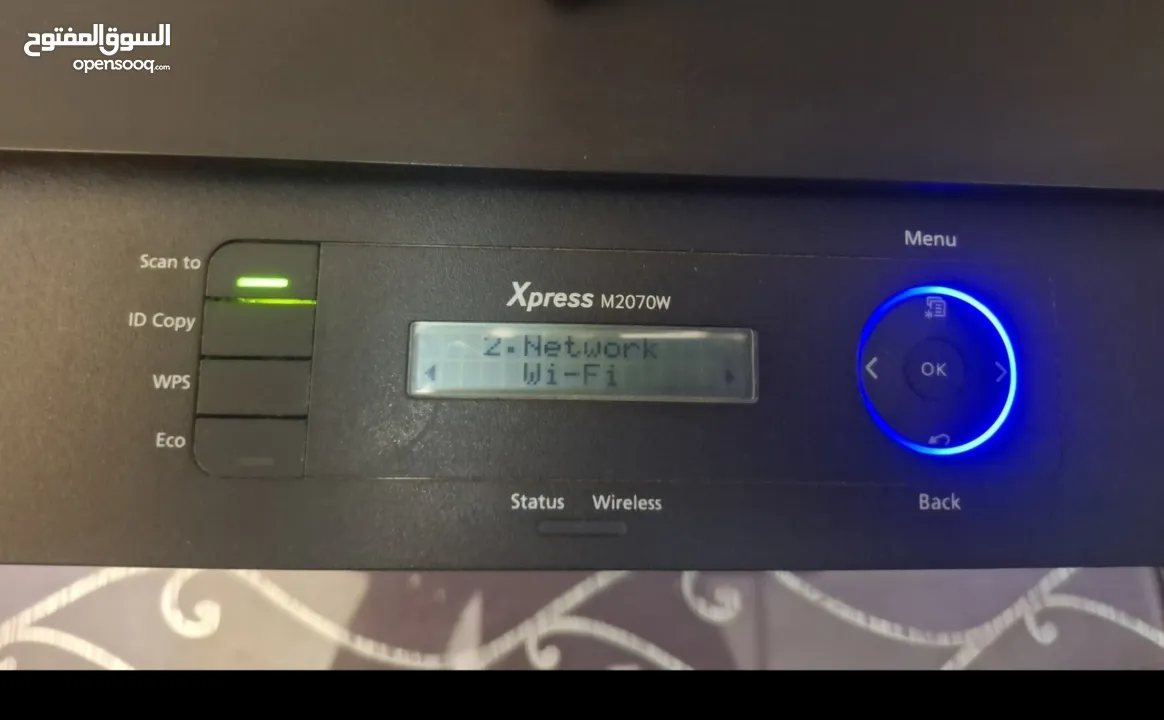 السوق المفتوح
opensooq.com
Menu
Scan to
Xpress M2070W
ID Copy
2.Network
Wi-Fi
OK
WPS
Eco
Status Wireless
Back